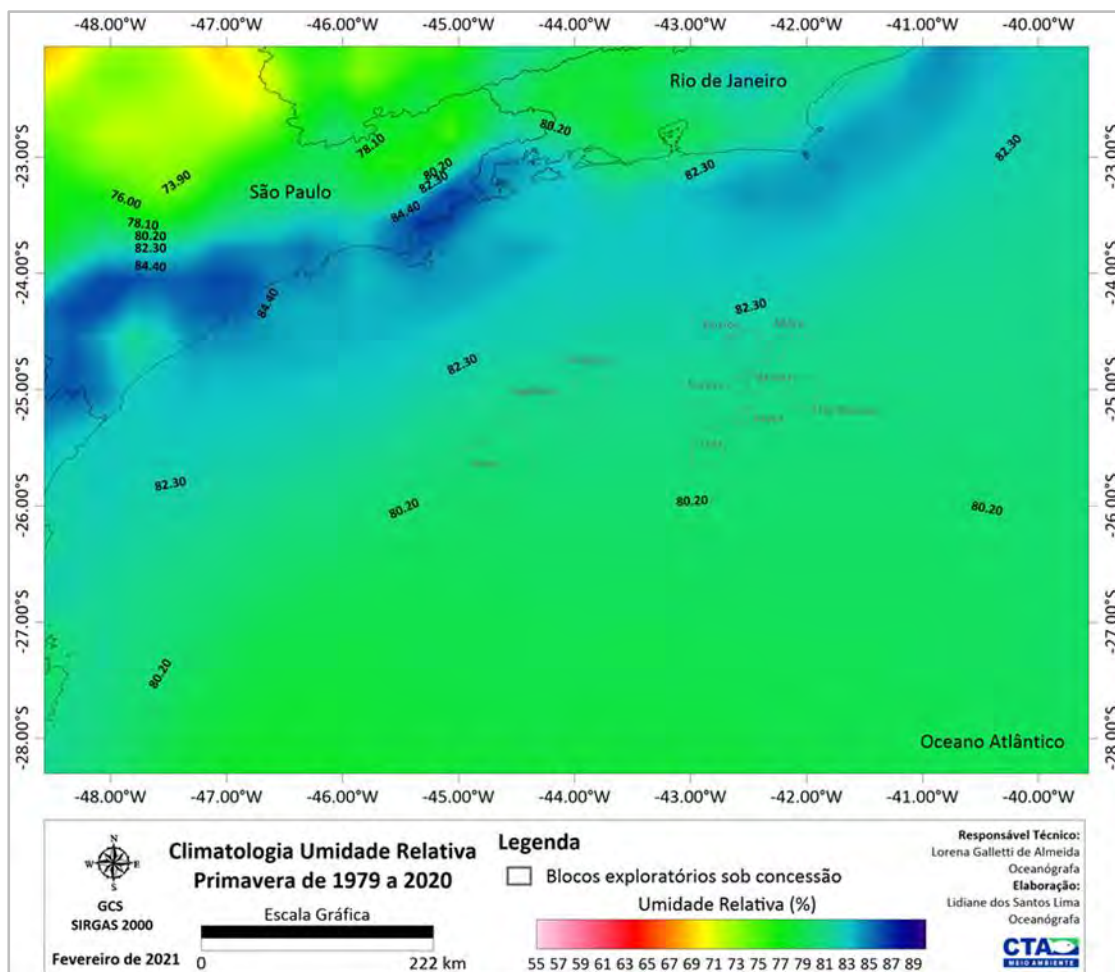 -48.00°W -47.00°W -46.00°W -45.00°W -44.00°W -43.00°W -42.00°W -41.00°W -40.00°W
Rio de Janeiro
80.20
78.10
82.30
-23.00°S
-23.00°S
80.20
82.30
82.30
73.90
76.00
São Paulo
84.40
78.10
80.20
82.30
84.40
-24.00°S
-24.00°S
84.40
82.30
82.30
-25.00°S
-25.00°S
82.30
80.20
80.20
80.20
-26.00°S
-26.00°S
-27.00°S
-27.00°S
80.20
-28.00°S
-28.00°S
Oceano Atlântico
-48.00°W -47.00°W -46.00°W -45.00°W -44.00°W -43.00°W -42.00°W -41.00°W -40.00°W
N
W E
S
GCS
SIRGAS 2000
Fevereiro de 2021
Climatologia Umidade Relativa
Primavera de 1979 a 2020
Escala Gráfica
0 222 km
Legenda
Blocos exploratórios sob concessão
Umidade Relativa (%)
55 57 59 61 63 65 67 69 71 73 75 77 79 81 83 85 87 89
Responsável Técnico:
Lorena Galletti de Almeida
Oceanógrafa
Elaboração:
Lidiane dos Santos Lima
Oceanógrafa
CTA
MEIO AMBIENTE